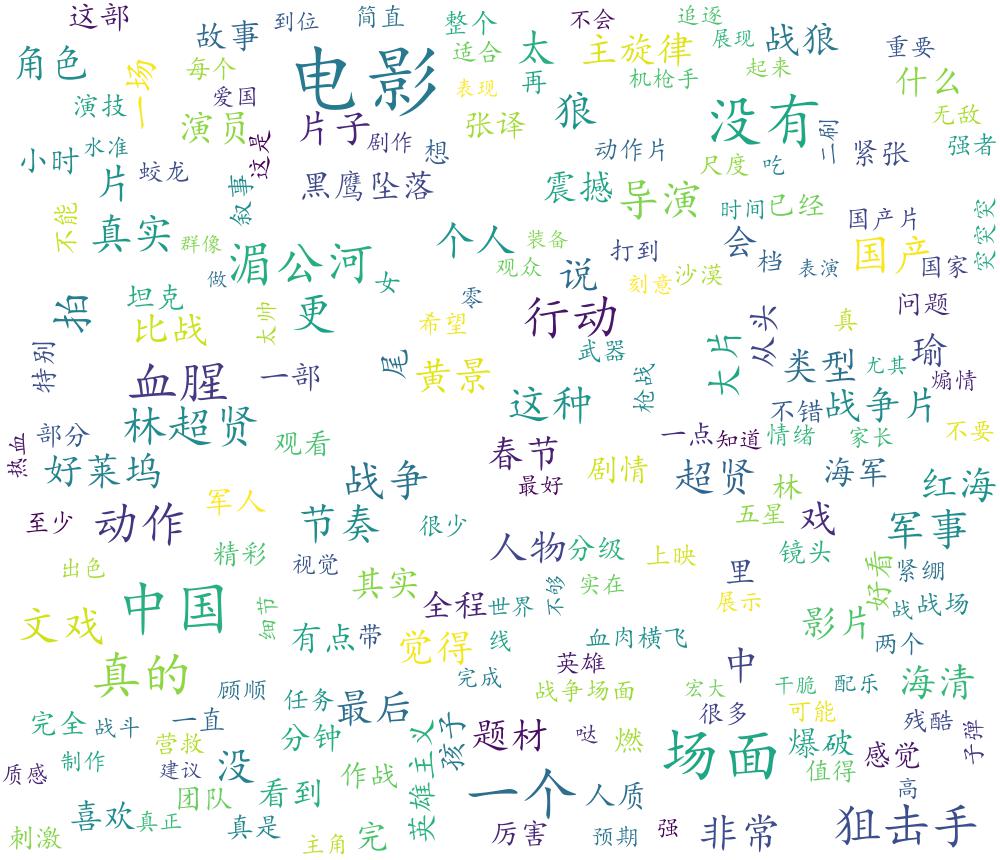 这部
到位
简直
整个
不会
追逐
故事
角色
每个
一场
爱国
演技
演员
电影
表现
适合
太
再
主旋律
机枪手
展现
战狼
起来
重要
什么
无敌
强者
片子
剧作
张译
狼
想
动作片
没有
尺度
吃
二刷
紧张
小时
水准
片
蛟龙
这是
叙事
黑鹰坠落
震撼
导演
时间
已经
国产片
突突突
不能
真实
群像
湄公河
做
女
个人
装备
观众
说
打到
会
档
表演
国产
国家
刻意
沙漠
拍
坦克
比战
太帅
更
希望
零
行动
武器
真
问题
从头
大片
特别
血腥
一部
尾
黄景
枪战
这种
类型
尤其
瑜
煽情
不错
战争片
林超贤
热血
部分
好莱坞
观看
春节
最好
剧情
一点
知道
情绪
家长
不要
超贤
林
海军
红海
战争
军人
至少
动作
节奏
很少
五星
戏
军事
精彩
视觉
人物
分级
上映
镜头
里
好看
紧绷
出色
中国
细节
其实
全程
世界
不够
实在
展示
影片
战
战场
两个
文戏
有点
带
觉得
线
血肉横飞
英雄
中
真的
顾顺
完成
战争场面
宏大
干脆
配乐
海清
完全
战斗
一直
任务
最后
分钟
英雄主义
孩子
题材
哒
燃
很多
可能
残酷
子弹
营救
制作
质感
建议
没
作战
场面
爆破
值得
感觉
高
团队
看到
喜欢
真正
真是
一个
人质
刺激
主角
完
厉害
预期
强
非常
狙击手